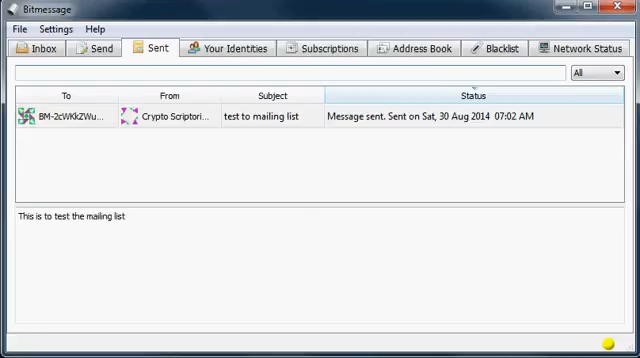 Bitmessage
File Settings Help
Inbox Send Sent Your Identities Subscriptions Address Book Blacklist Network Status
All
To From Subject Status
BM-2cWKkZWu... Crypto Scriptori... test to mailing list Message sent. Sent on Sat, 30 Aug 2014 07:02 AM
This is to test the mailing list